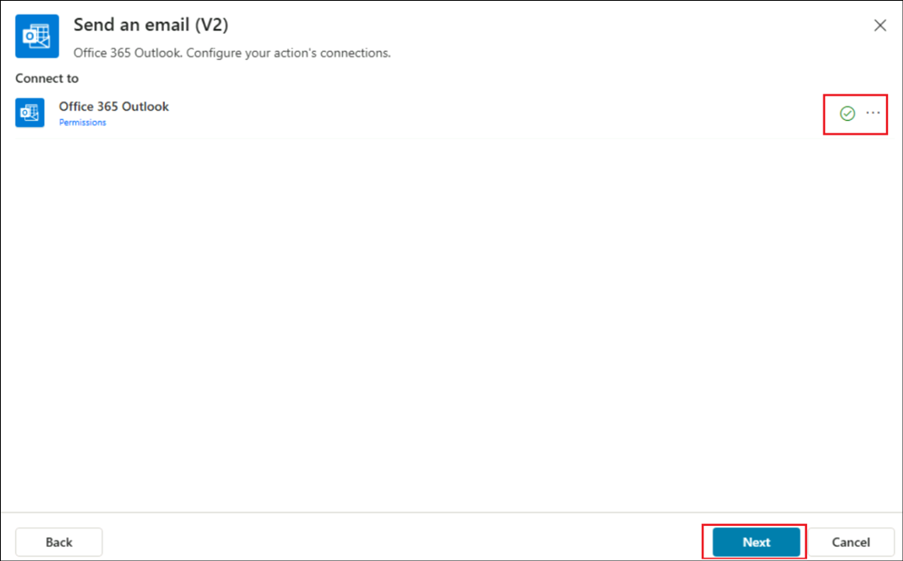 Send an email (V2)
Office 365 Outlook. Configure your action's connections.
Connect to
Office 365 Outlook
Permissions
Back
Next
Cancel